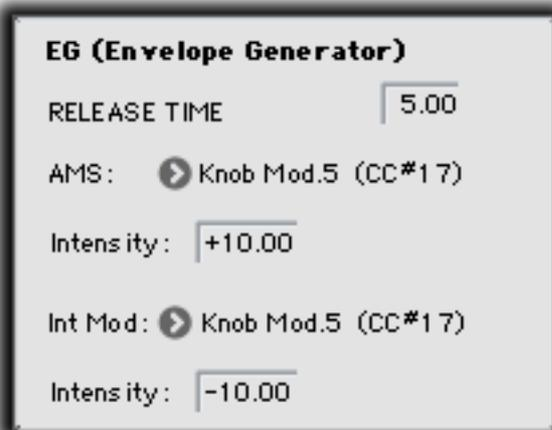 EG (Envelope Generator)
RELEASE TIME 5.00
AMS: Knob Mod.5 (CC#17)
Intensity: +10.00
Int Mod: Knob Mod.5 (CC#17)
Intensity: -10.00